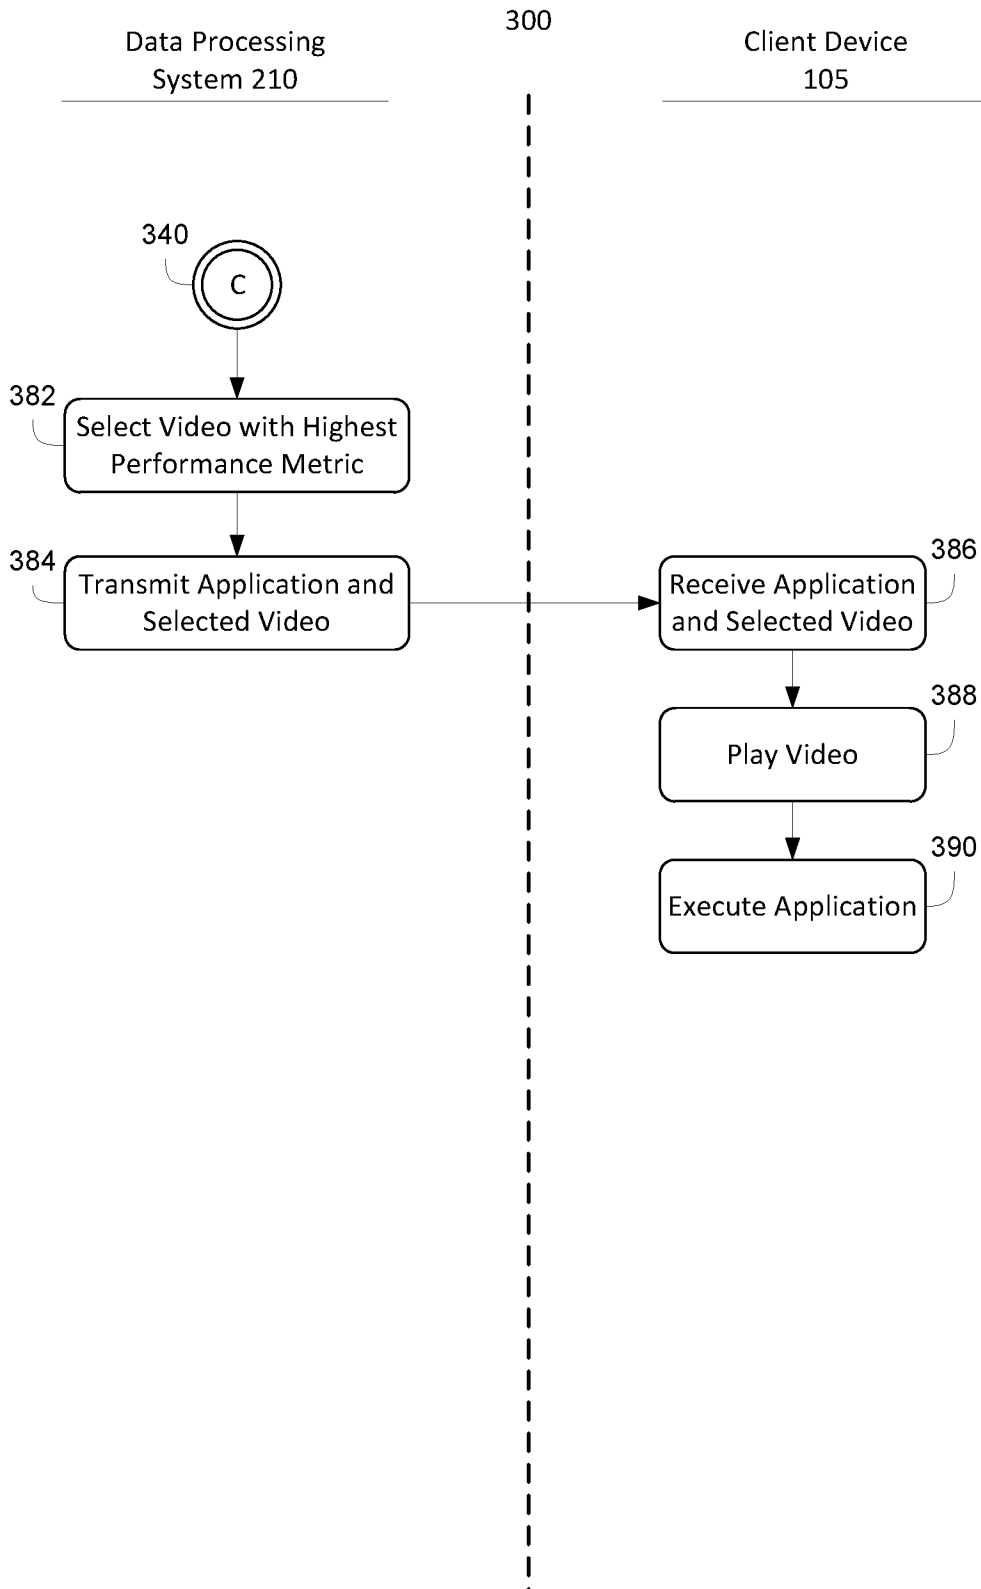 300
Data Processing
System 210
Client Device
105
340
C
382
Select Video with Highest
Performance Metric
384
Transmit Application and
Selected Video
386
Receive Application
and Selected Video
388
Play Video
390
Execute Application